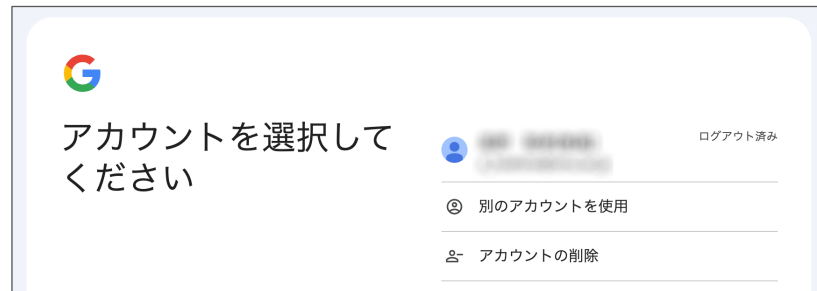 アカウントを選択して
ください
ログアウト済み
別のアカウントを使用
アカウントの削除